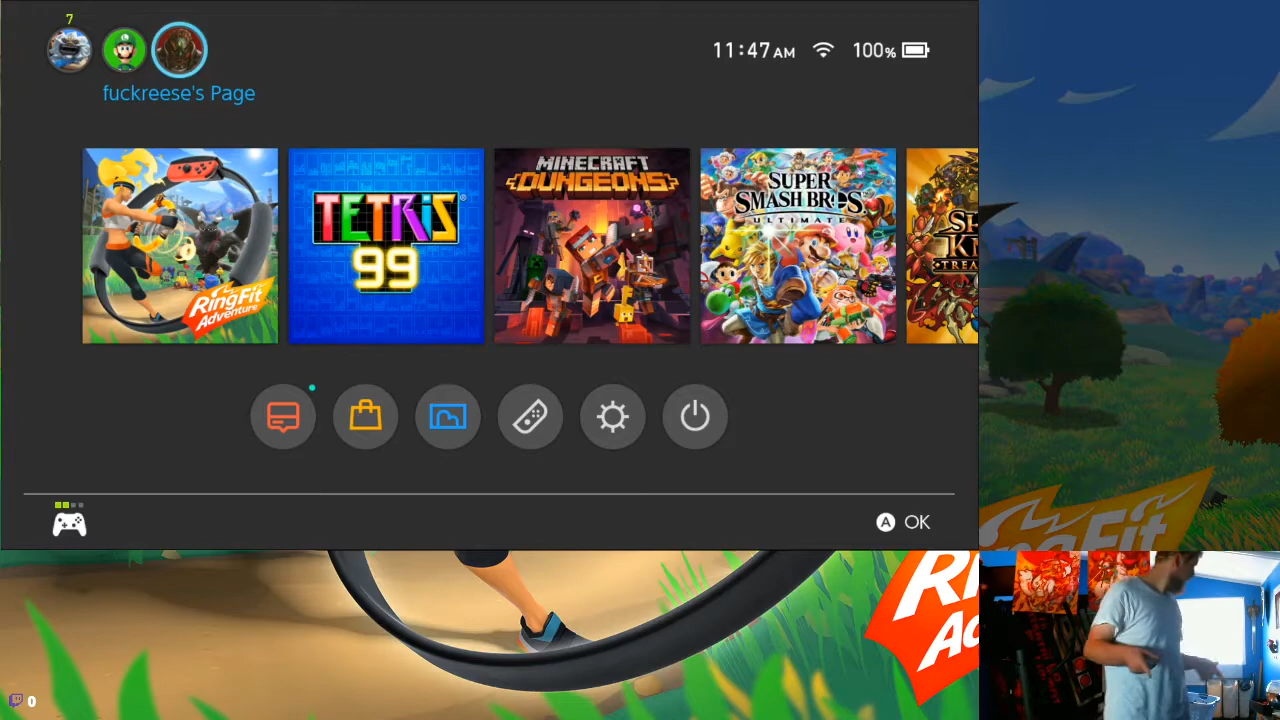 7
11:47 AM
100%
fuckreese's Page
RingFit
Adventure
TETRIS®
99
MINECRAFT
DUNGEONS
SUPER
SMASH BROS.
ULTIMATE
OK
A
RingFit
0